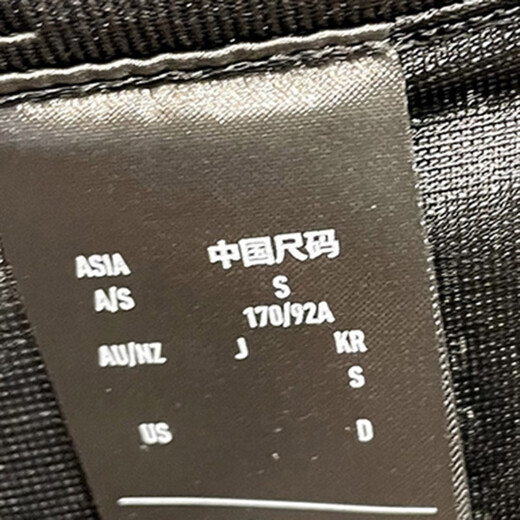 ASIA 中国尺码
A/S S
170/92A
AU/NZ J KR
S
US D